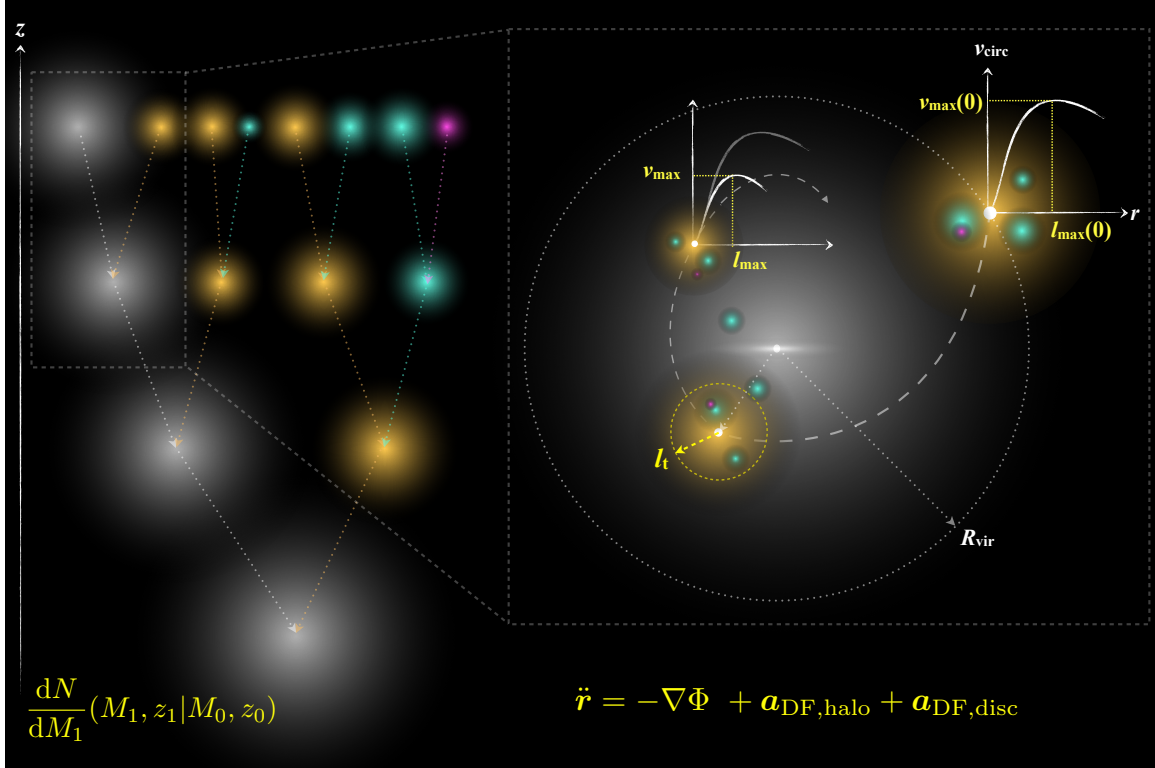 z
v_circ
v_max(0)
v_max
r
l_max
l_max(0)
l_t
R_vir
dN/dM_1 (M_1, z_1|M_0, z_0)
r̈ = −∇Φ + a_DF,halo + a_DF,disc